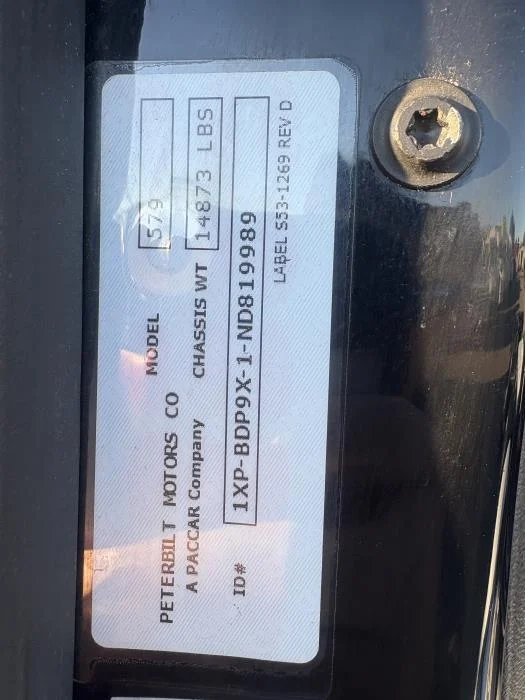 PETERBILT MOTORS CO MODEL 579
A PACCAR Company CHASSIS WT 14873 LBS
ID# 1XP-BDP9X-1-ND819989
LABEL S53-1269 REV D